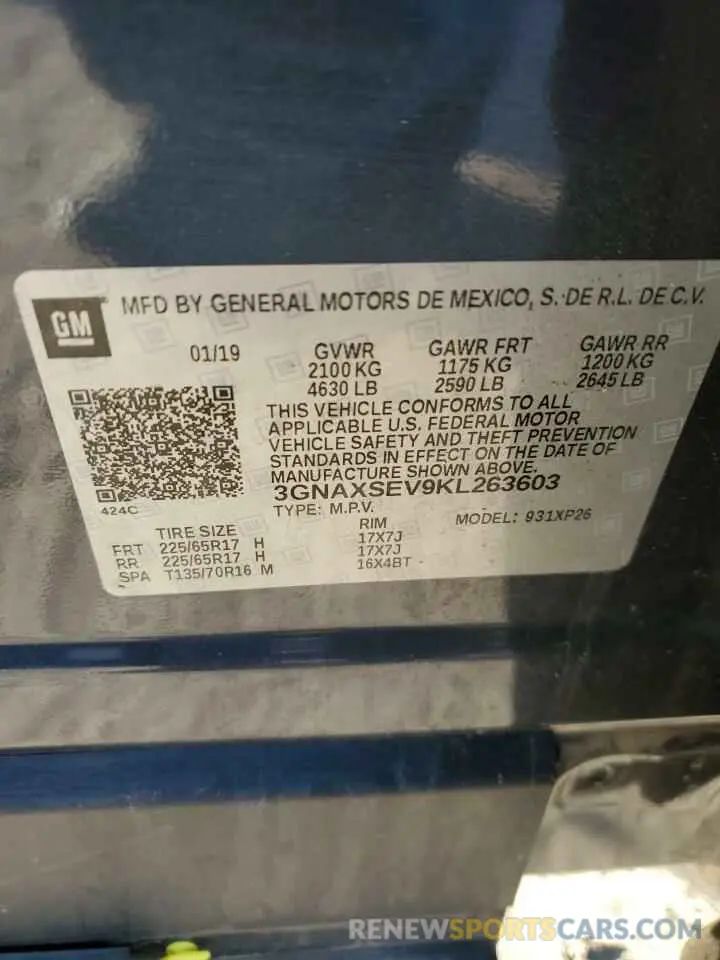 GM MFD BY GENERAL MOTORS DE MEXICO, S. DE R.L. DE C.V.
01/19 GVWR GAWR FRT GAWR RR
2100 KG 1175 KG 1200 KG
4630 LB 2590 LB 2645 LB
THIS VEHICLE CONFORMS TO ALL
APPLICABLE U.S. FEDERAL MOTOR
VEHICLE SAFETY AND THEFT PREVENTION
STANDARDS IN EFFECT ON THE DATE OF
MANUFACTURE SHOWN ABOVE.
3GNAXSEV9KL263603
424C
TYPE: M.P.V. MODEL: 931XP26
TIRE SIZE RIM
FRT 225/65R17 H 17X7J
RR 225/65R17 H 17X7J
SPA T135/70R16 M 16X4BT
RENEWSPORTSCARS.COM